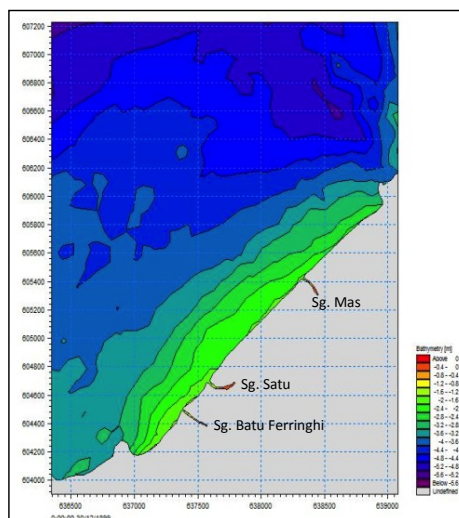 607200
607000
606800
606600
606400
606200
606000
605800
605600
605400
605200
605000
604800
604600
604400
604200
604000
636500
637000
637500
638000
638500
639000
Sg. Mas
Sg. Satu
Sg. Batu Ferringhi
Bathymetry [m]
Above 0
-0.4 - 0
-0.8 - -0.4
-1.2 - -0.8
-1.6 - -1.2
-2 - -1.6
-2.4 - -2
-2.8 - -2.4
-3.2 - -2.8
-3.6 - -3.2
-4 - -3.6
-4.4 - -4
-4.8 - -4.4
-5.2 - -4.8
-5.6 - -5.2
Below -5.6
Undefined